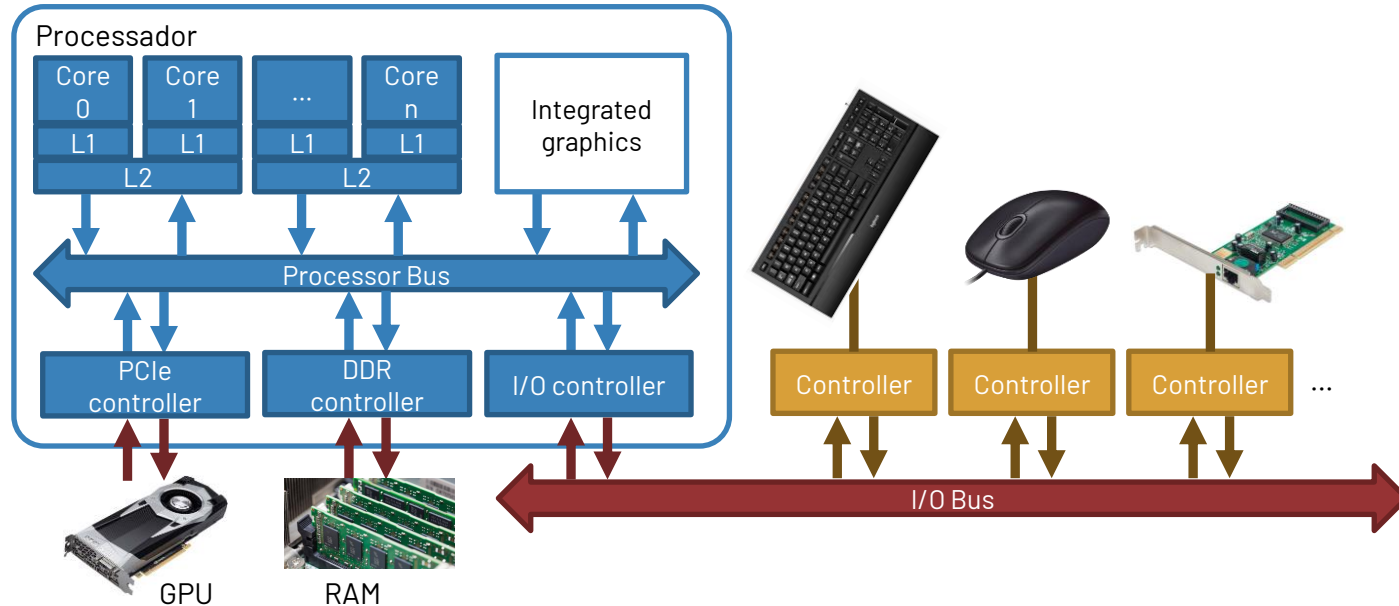 Processador
Core
0
Core
1
...
Core
n
L1
L1
L1
L1
L2
L2
Integrated
graphics
Processor Bus
PCIe
controller
DDR
controller
I/O controller
Controller
Controller
Controller
...
I/O Bus
GPU
RAM